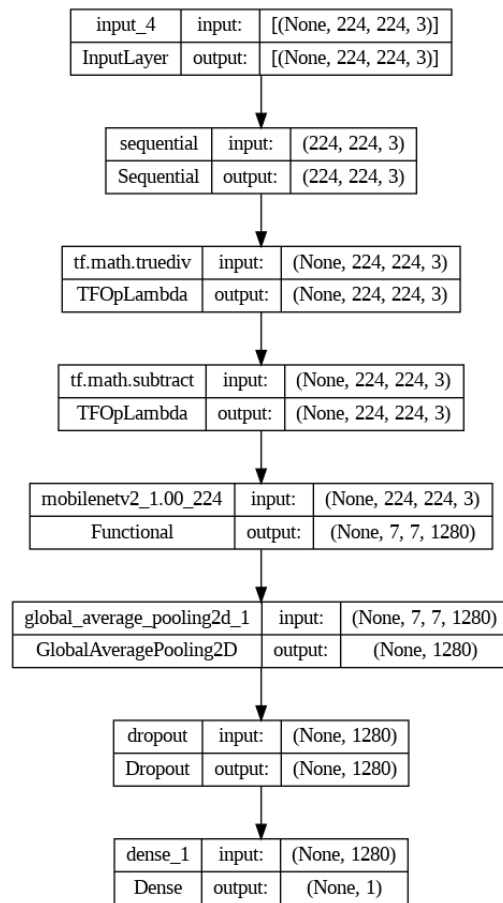 input_4 input: [(None, 224, 224, 3)]
InputLayer output: [(None, 224, 224, 3)]
sequential input: (224, 224, 3)
Sequential output: (224, 224, 3)
tf.math.truediv input: (None, 224, 224, 3)
TFOpLambda output: (None, 224, 224, 3)
tf.math.subtract input: (None, 224, 224, 3)
TFOpLambda output: (None, 224, 224, 3)
mobilenetv2_1.00_224 input: (None, 224, 224, 3)
Functional output: (None, 7, 7, 1280)
global_average_pooling2d_1 input: (None, 7, 7, 1280)
GlobalAveragePooling2D output: (None, 1280)
dropout input: (None, 1280)
Dropout output: (None, 1280)
dense_1 input: (None, 1280)
Dense output: (None, 1)